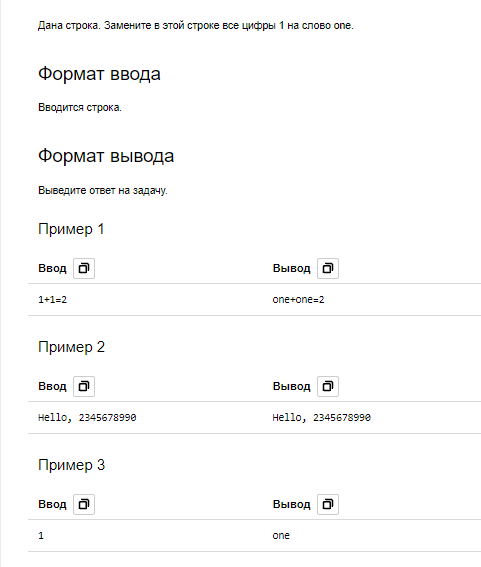 Дана строка. Замените в этой строке все цифры 1 на слово one.
Формат ввода
Вводится строка.
Формат вывода
Выведите ответ на задачу.
Пример 1
Ввод Вывод
1+1=2 one+one=2
Пример 2
Ввод Вывод
Hello, 2345678990 Hello, 2345678990
Пример 3
Ввод Вывод
1 one